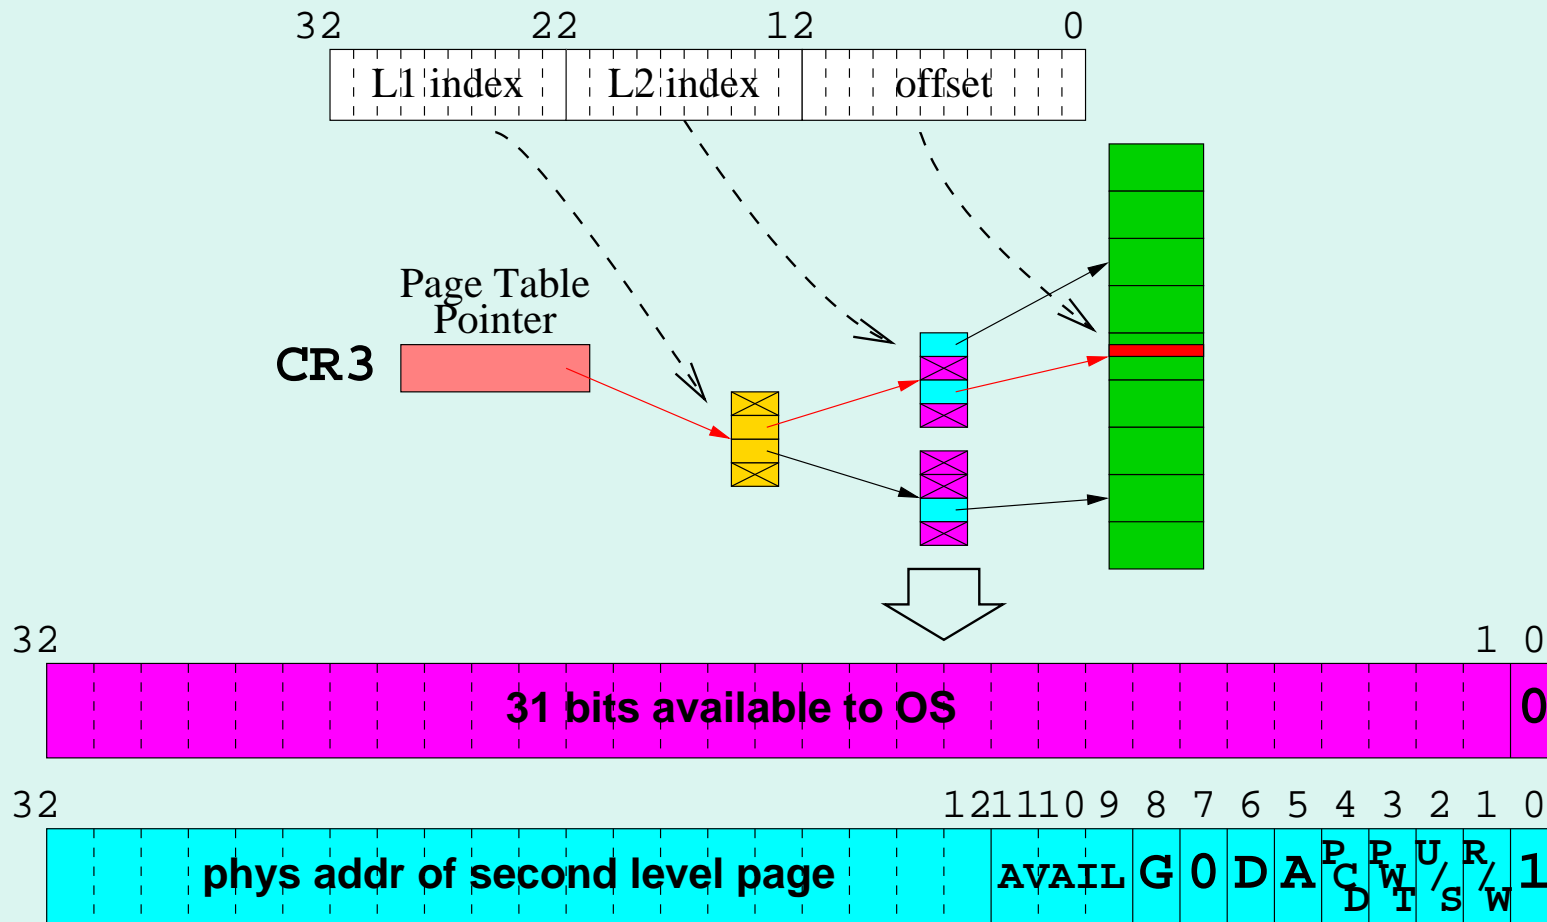 32 22 12 0
L1 index L2 index offset
Page Table
Pointer
CR3
32 1 0
31 bits available to OS 0
32 12 11 10 9 8 7 6 5 4 3 2 1 0
phys addr of second level page AVAIL G 0 D A PCD PWT U/S R/W 1